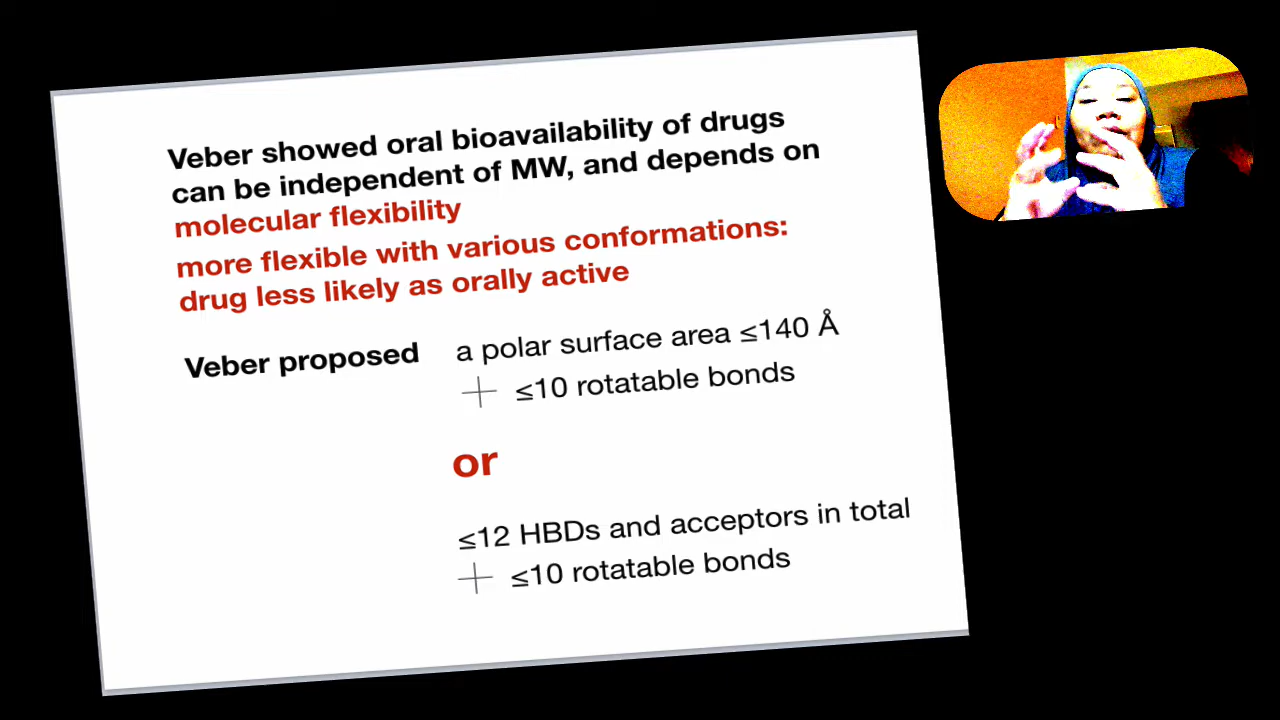 Veber showed oral bioavailability of drugs
can be independent of MW, and depends on
molecular flexibility
more flexible with various conformations:
drug less likely as orally active
Veber proposed a polar surface area ≤140 Å
+ ≤10 rotatable bonds
or
≤12 HBDs and acceptors in total
+ ≤10 rotatable bonds